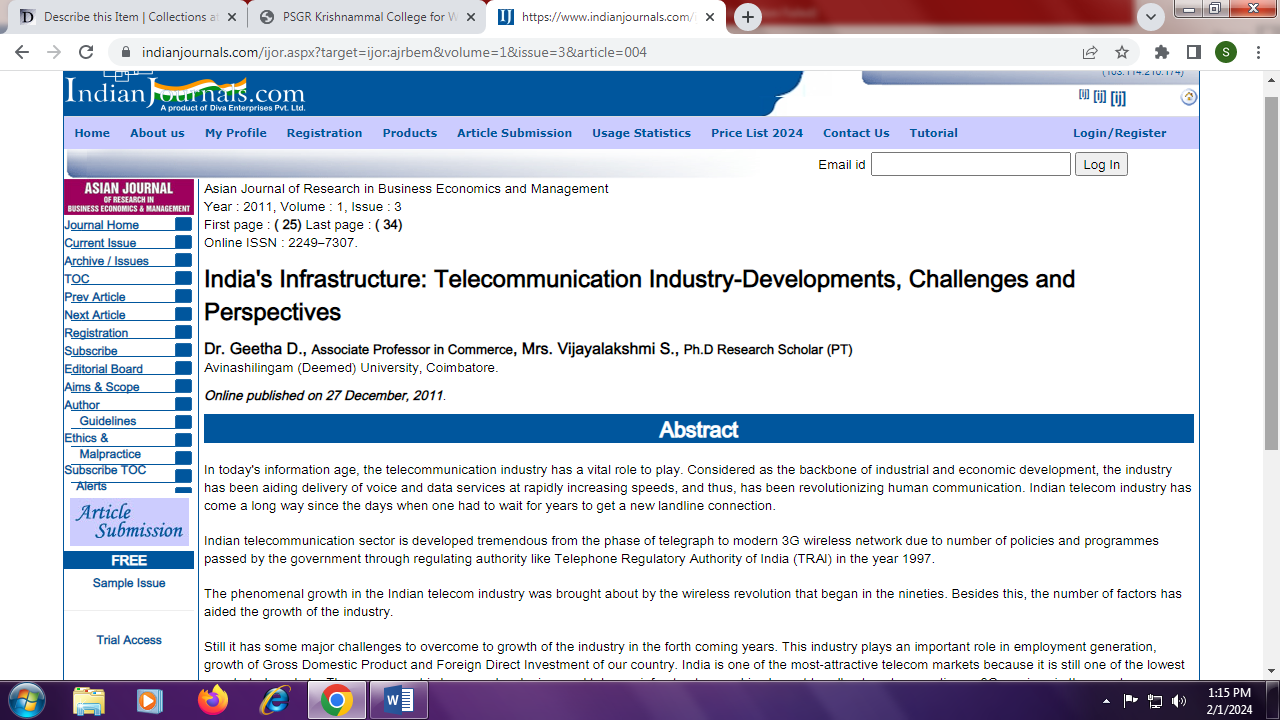 Describe this Item | Collections at
PSGR Krishnammal College for W
https://www.indianjournals.com/
indianjournals.com/ijor.aspx?target=ijor:ajrbem&volume=1&issue=3&article=004
S
IndianJournals.com
A product of Diva Enterprises Pvt. Ltd.
[ij] [ij] [ij]
Home About us My Profile Registration Products Article Submission Usage Statistics Price List 2024 Contact Us Tutorial Login/Register
Email id Log In
ASIAN JOURNAL
OF RESEARCH IN
BUSINESS ECONOMICS & MANAGEMENT
Journal Home
Current Issue
Archive / Issues
TOC
Prev Article
Next Article
Registration
Subscribe
Editorial Board
Aims & Scope
Author
Guidelines
Ethics &
Malpractice
Subscribe TOC
Alerts
Article
Submission
FREE
Sample Issue
Trial Access
Asian Journal of Research in Business Economics and Management
Year : 2011, Volume : 1, Issue : 3
First page : ( 25) Last page : ( 34)
Online ISSN : 2249–7307.
India's Infrastructure: Telecommunication Industry-Developments, Challenges and
Perspectives
Dr. Geetha D., Associate Professor in Commerce, Mrs. Vijayalakshmi S., Ph.D Research Scholar (PT)
Avinashilingam (Deemed) University, Coimbatore.
Online published on 27 December, 2011.
Abstract
In today's information age, the telecommunication industry has a vital role to play. Considered as the backbone of industrial and economic development, the industry
has been aiding delivery of voice and data services at rapidly increasing speeds, and thus, has been revolutionizing human communication. Indian telecom industry has
come a long way since the days when one had to wait for years to get a new landline connection.
Indian telecommunication sector is developed tremendous from the phase of telegraph to modern 3G wireless network due to number of policies and programmes
passed by the government through regulating authority like Telephone Regulatory Authority of India (TRAI) in the year 1997.
The phenomenal growth in the Indian telecom industry was brought about by the wireless revolution that began in the nineties. Besides this, the number of factors has
aided the growth of the industry.
Still it has some major challenges to overcome to growth of the industry in the forth coming years. This industry plays an important role in employment generation,
growth of Gross Domestic Product and Foreign Direct Investment of our country. India is one of the most-attractive telecom markets because it is still one of the lowest
1:15 PM
2/1/2024